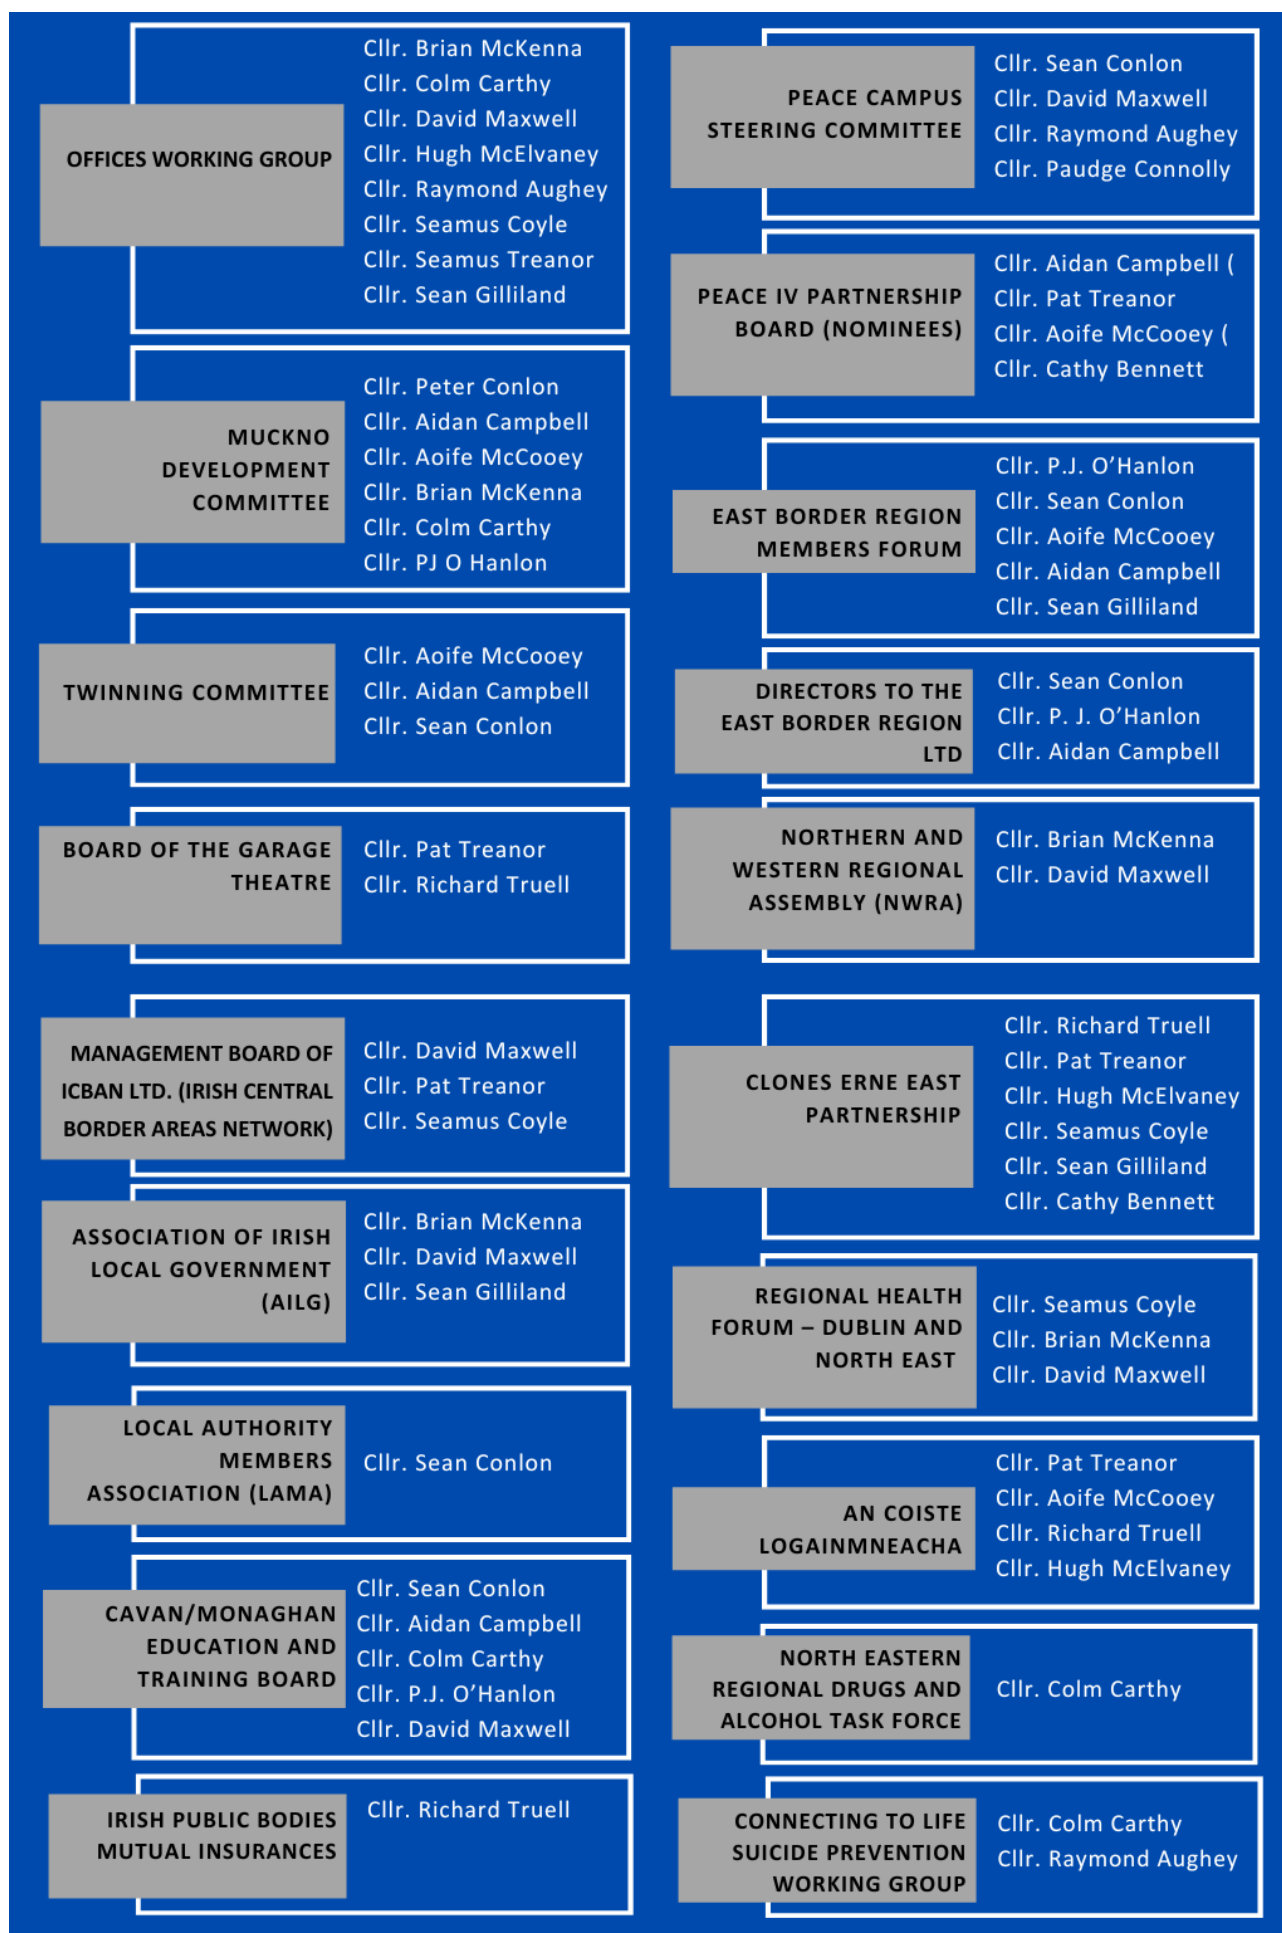 OFFICES WORKING GROUP
Cllr. Brian McKenna
Cllr. Colm Carthy
Cllr. David Maxwell
Cllr. Hugh McElvaney
Cllr. Raymond Aughey
Cllr. Seamus Coyle
Cllr. Seamus Treanor
Cllr. Sean Gilliland
MUCKNO
DEVELOPMENT
COMMITTEE
Cllr. Peter Conlon
Cllr. Aidan Campbell
Cllr. Aoife McCooey
Cllr. Brian McKenna
Cllr. Colm Carthy
Cllr. PJ O Hanlon
TWINNING COMMITTEE
Cllr. Aoife McCooey
Cllr. Aidan Campbell
Cllr. Sean Conlon
BOARD OF THE GARAGE
THEATRE
Cllr. Pat Treanor
Cllr. Richard Truell
MANAGEMENT BOARD OF
ICBAN LTD. (IRISH CENTRAL
BORDER AREAS NETWORK)
Cllr. David Maxwell
Cllr. Pat Treanor
Cllr. Seamus Coyle
ASSOCIATION OF IRISH
LOCAL GOVERNMENT
(AILG)
Cllr. Brian McKenna
Cllr. David Maxwell
Cllr. Sean Gilliland
LOCAL AUTHORITY
MEMBERS
ASSOCIATION (LAMA)
Cllr. Sean Conlon
CAVAN/MONAGHAN
EDUCATION AND
TRAINING BOARD
Cllr. Sean Conlon
Cllr. Aidan Campbell
Cllr. Colm Carthy
Cllr. P.J. O’Hanlon
Cllr. David Maxwell
IRISH PUBLIC BODIES
MUTUAL INSURANCES
Cllr. Richard Truell
PEACE CAMPUS
STEERING COMMITTEE
Cllr. Sean Conlon
Cllr. David Maxwell
Cllr. Raymond Aughey
Cllr. Paudge Connolly
PEACE IV PARTNERSHIP
BOARD (NOMINEES)
Cllr. Aidan Campbell (
Cllr. Pat Treanor
Cllr. Aoife McCooey (
Cllr. Cathy Bennett
EAST BORDER REGION
MEMBERS FORUM
Cllr. P.J. O’Hanlon
Cllr. Sean Conlon
Cllr. Aoife McCooey
Cllr. Aidan Campbell
Cllr. Sean Gilliland
DIRECTORS TO THE
EAST BORDER REGION
LTD
Cllr. Sean Conlon
Cllr. P. J. O’Hanlon
Cllr. Aidan Campbell
NORTHERN AND
WESTERN REGIONAL
ASSEMBLY (NWRA)
Cllr. Brian McKenna
Cllr. David Maxwell
CLONES ERNE EAST
PARTNERSHIP
Cllr. Richard Truell
Cllr. Pat Treanor
Cllr. Hugh McElvaney
Cllr. Seamus Coyle
Cllr. Sean Gilliland
Cllr. Cathy Bennett
REGIONAL HEALTH
FORUM – DUBLIN AND
NORTH EAST
Cllr. Seamus Coyle
Cllr. Brian McKenna
Cllr. David Maxwell
AN COISTE
LOGAINMNEACHA
Cllr. Pat Treanor
Cllr. Aoife McCooey
Cllr. Richard Truell
Cllr. Hugh McElvaney
NORTH EASTERN
REGIONAL DRUGS AND
ALCOHOL TASK FORCE
Cllr. Colm Carthy
CONNECTING TO LIFE
SUICIDE PREVENTION
WORKING GROUP
Cllr. Colm Carthy
Cllr. Raymond Aughey